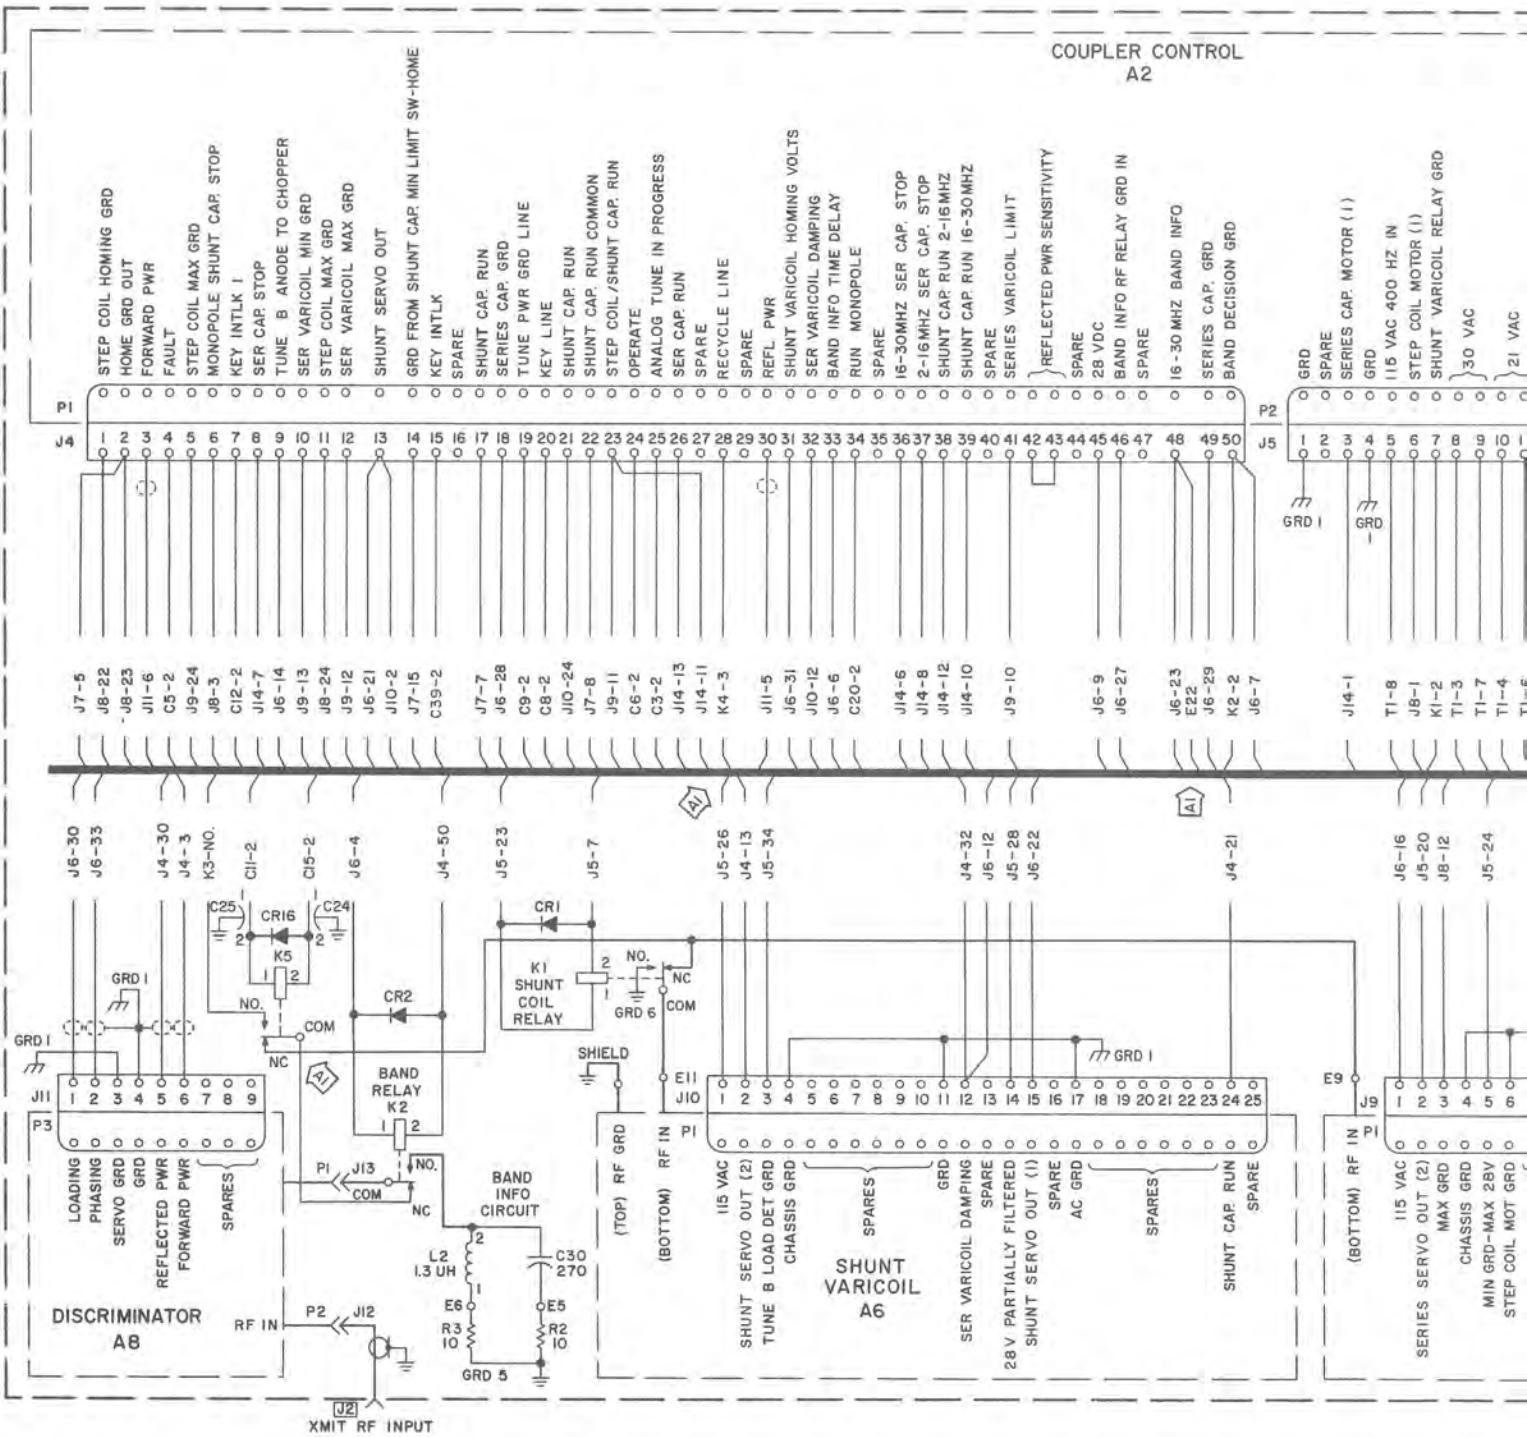 COUPLER CONTROL
A2
STEP COIL HOMING GRD
HOME GRD OUT
FORWARD PWR
FAULT
STEP COIL MAX GRD
MONOPOLE SHUNT CAP. STOP
KEY INTLK 1
SER CAP. STOP
TUNE B ANODE TO CHOPPER
SER VARICOIL MIN GRD
STEP COIL MAX GRD
SER VARICOIL MAX GRD
SHUNT SERVO OUT
GRD FROM SHUNT CAP. MIN LIMIT SW-HOME
KEY INTLK
SPARE
SHUNT CAP. RUN
SERIES CAP. GRD
TUNE PWR GRD LINE
KEY LINE
SHUNT CAP. RUN
SHUNT CAP. RUN COMMON
STEP COIL/SHUNT CAP. RUN
OPERATE
ANALOG TUNE IN PROGRESS
SER CAP. RUN
SPARE
RECYCLE LINE
SPARE
REFL PWR
SHUNT VARICOIL HOMING VOLTS
SER VARICOIL DAMPING
BAND INFO TIME DELAY
RUN MONOPOLE
SPARE
16-30MHZ SER CAP. STOP
2-16MHZ SER CAP. STOP
SHUNT CAP. RUN 2-16MHZ
SHUNT CAP. RUN 16-30MHZ
SPARE
SERIES VARICOIL LIMIT
REFLECTED PWR SENSITIVITY
SPARE
28 VDC
BAND INFO RF RELAY GRD IN
SPARE
16-30 MHZ BAND INFO
SERIES CAP. GRD
BAND DECISION GRD
GRD
SPARE
SERIES CAP. MOTOR (1)
GRD
115 VAC 400 HZ IN
STEP COIL MOTOR (1)
SHUNT VARICOIL RELAY GRD
30 VAC
21 VAC
P1
P2
J4 1 2 3 4 5 6 7 8 9 10 11 12 13 14 15 16 17 18 19 20 21 22 23 24 25 26 27 28 29 30 31 32 33 34 35 36 37 38 39 40 41 42 43 44 45 46 47 48 49 50
J5 1 2 3 4 5 6 7 8 9 10 1
GRD 1
GRD 1
J7-5
J8-22
J8-23
J11-6
C5-2
J9-24
J8-3
C12-2
J14-7
J6-14
J9-13
J8-24
J9-12
J6-21
J10-2
J7-15
C39-2
J7-7
J6-28
C9-2
C8-2
J10-24
J7-8
J9-11
C6-2
C3-2
J14-13
J14-11
K4-3
J11-5
J6-31
J10-12
J6-6
C20-2
J14-6
J14-8
J14-12
J14-10
J9-10
J6-9
J6-27
J6-23
E22
J6-29
K2-2
J6-7
J14-1
T1-8
J8-1
K1-2
T1-3
T1-7
T1-4
A1
A1
J6-30
J6-33
J4-30
J4-3
K3-NO.
C11-2
C15-2
J6-4
J4-50
J5-23
J5-7
J5-26
J4-13
J5-34
J4-32
J6-12
J5-28
J6-22
J4-21
J6-16
J5-20
J8-12
J5-24
C25 1 2
CR16
1 C24 2
K5
1 2
CR1
K1
SHUNT
COIL
RELAY
2
1
NO.
NC
COM
GRD 6
GRD 1
NO.
COM
NC
A1
CR2
BAND
RELAY
K2
1 2
SHIELD
GRD 1
GRD 1
E11
E9
J11 1 2 3 4 5 6 7 8 9
P3
J10 1 2 3 4 5 6 7 8 9 10 11 12 13 14 15 16 17 18 19 20 21 22 23 24 25
P1
J9 1 2 3 4 5 6
P1
LOADING
PHASING
SERVO GRD
GRD
REFLECTED PWR
FORWARD PWR
SPARES
DISCRIMINATOR
A8
P1 J13
COM
NO.
NC
BAND
INFO
CIRCUIT
2
L2
1.3 UH
1
C30
270
E6
E5
R3
10
R2
10
GRD 5
RF IN
P2 J12
J2
XMIT RF INPUT
(TOP) RF GRD
(BOTTOM) RF IN
115 VAC
SHUNT SERVO OUT (2)
TUNE B LOAD DET GRD
CHASSIS GRD
SPARES
GRD
SER VARICOIL DAMPING
SPARE
28V PARTIALLY FILTERED
SHUNT SERVO OUT (1)
SPARE
AC GRD
SPARES
SHUNT CAP. RUN
SPARE
SHUNT
VARICOIL
A6
(BOTTOM) RF IN
115 VAC
SERIES SERVO OUT (2)
MAX GRD
CHASSIS GRD
MIN GRD-MAX 28V
STEP COIL MOT GRD